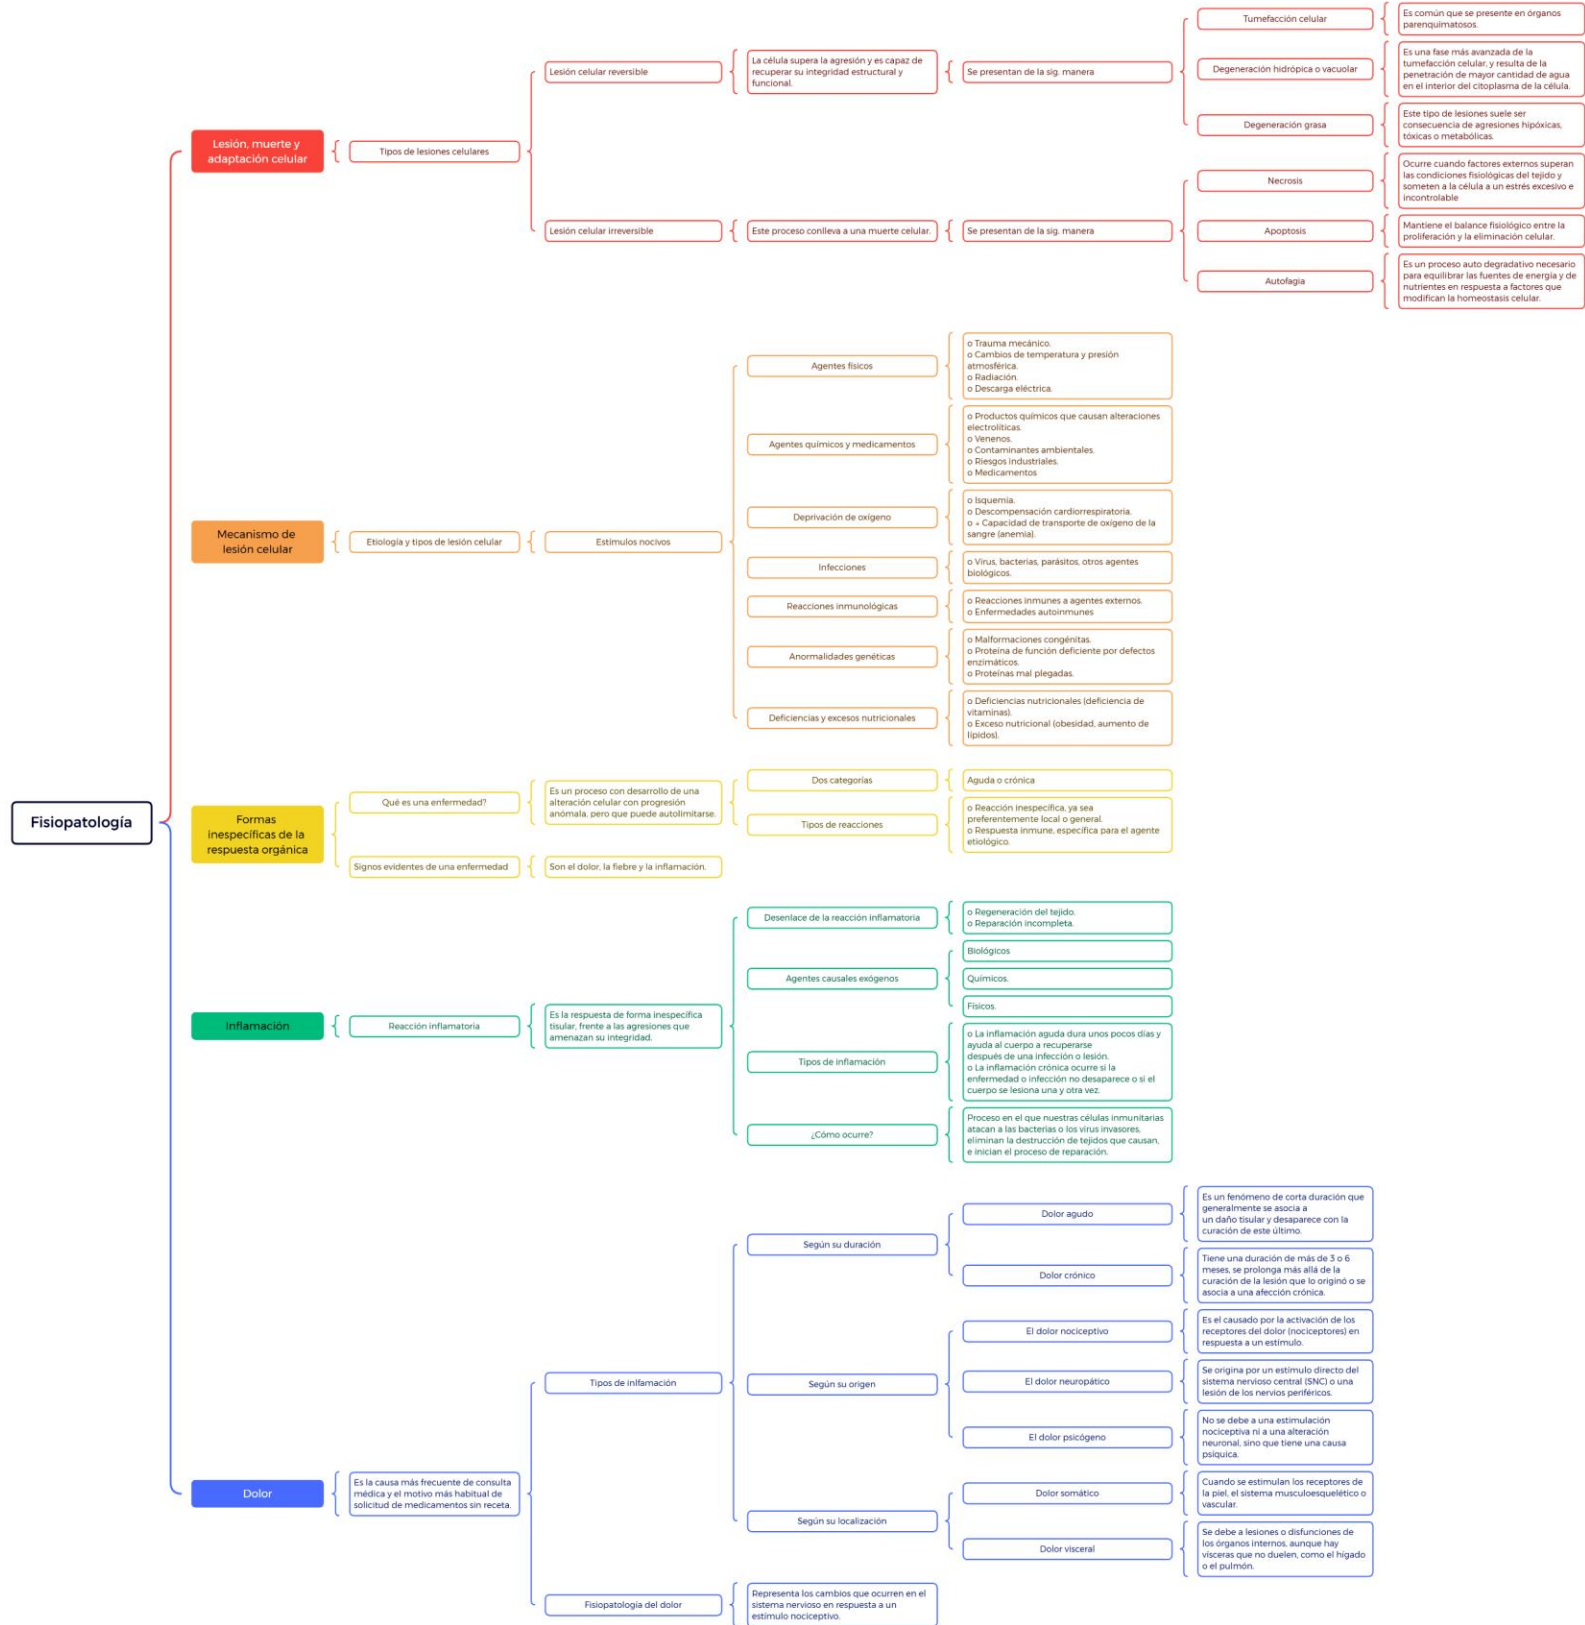 Fisiopatología
Lesión, muerte y
adaptación celular
Tipos de lesiones celulares
Lesión celular reversible
La célula supera la agresión y es capaz de
recuperar su integridad estructural y
funcional.
Se presentan de la sig. manera
Tumefacción celular
Es común que se presente en órganos
parenquimatosos.
Degeneración hidrópica o vacuolar
Es una fase más avanzada de la
tumefacción celular, y resulta de la
penetración de mayor cantidad de agua
en el interior del citoplasma de la célula.
Degeneración grasa
Este tipo de lesiones suele ser
consecuencia de agresiones hipóxicas,
tóxicas o metabólicas.
Lesión celular irreversible
Este proceso conlleva a una muerte celular.
Se presentan de la sig. manera
Necrosis
Ocurre cuando factores externos superan
las condiciones fisiológicas del tejido y
someten a la célula a un estrés excesivo e
incontrolable
Apoptosis
Mantiene el balance fisiológico entre la
proliferación y la eliminación celular.
Autofagia
Es un proceso auto degradativo necesario
para equilibrar las fuentes de energía y de
nutrientes en respuesta a factores que
modifican la homeostasis celular.
Mecanismo de
lesión celular
Etiología y tipos de lesión celular
Estímulos nocivos
Agentes físicos
o Trauma mecánico.
o Cambios de temperatura y presión
atmosférica.
o Radiación.
o Descarga eléctrica.
Agentes químicos y medicamentos
o Productos químicos que causan alteraciones
electrolíticas.
o Venenos.
o Contaminantes ambientales.
o Riesgos industriales.
o Medicamentos
Deprivación de oxígeno
o Isquemia.
o Descompensación cardiorrespiratoria.
o Capacidad de transporte de oxígeno de la
sangre (anemia).
Infecciones
o Virus, bacterias, parásitos, otros agentes
biológicos.
Reacciones inmunológicas
o Reacciones inmunes a agentes externos.
o Enfermedades autoinmunes
Anormalidades genéticas
o Malformaciones congénitas.
o Proteína de función deficiente por defectos
enzimáticos.
o Proteínas mal plegadas.
Deficiencias y excesos nutricionales
o Deficiencias nutricionales (deficiencia de
vitaminas).
o Exceso nutricional (obesidad, aumento de
lípidos).
Formas
inespecíficas de la
respuesta orgánica
Qué es una enfermedad?
Es un proceso con desarrollo de una
alteración celular con progresión
anómala, pero que puede autolimitarse.
Dos categorías
Aguda o crónica
Tipos de reacciones
o Reacción inespecífica, ya sea
preferentemente local o general.
o Respuesta inmune, específica para el agente
etiológico.
Signos evidentes de una enfermedad
Son el dolor, la fiebre y la inflamación.
Inflamación
Reacción inflamatoria
Es la respuesta de forma inespecífica
tisular, frente a las agresiones que
amenazan su integridad.
Desenlace de la reacción inflamatoria
o Regeneración del tejido.
o Reparación incompleta.
Agentes causales exógenos
Biológicos
Químicos.
Físicos.
Tipos de inflamación
o La inflamación aguda dura unos pocos días y
ayuda al cuerpo a recuperarse
después de una infección o lesión.
o La inflamación crónica ocurre si la
enfermedad o infección no desaparece o si el
cuerpo se lesiona una y otra vez.
¿Cómo ocurre?
Proceso en el que nuestras células inmunitarias
atacan a las bacterias o los virus invasores,
eliminan la destrucción de tejidos que causan,
e inician el proceso de reparación.
Dolor
Es la causa más frecuente de consulta
médica y el motivo más habitual de
solicitud de medicamentos sin receta.
Tipos de inlfamación
Según su duración
Dolor agudo
Es un fenómeno de corta duración que
generalmente se asocia a
un daño tisular y desaparece con la
curación de este último.
Dolor crónico
Tiene una duración de más de 3 o 6
meses, se prolonga más allá de la
curación de la lesión que lo originó o se
asocia a una afección crónica.
Según su origen
El dolor nociceptivo
Es el causado por la activación de los
receptores del dolor (nociceptores) en
respuesta a un estímulo.
El dolor neuropático
Se origina por un estímulo directo del
sistema nervioso central (SNC) o una
lesión de los nervios periféricos.
El dolor psicógeno
No se debe a una estimulación
nociceptiva ni a una alteración
neuronal, sino que tiene una causa
psíquica.
Según su localización
Dolor somático
Cuando se estimulan los receptores de
la piel, el sistema musculoesquelético o
vascular.
Dolor visceral
Se debe a lesiones o disfunciones de
los órganos internos, aunque hay
vísceras que no duelen, como el hígado
o el pulmón.
Fisiopatología del dolor
Representa los cambios que ocurren en el
sistema nervioso en respuesta a un
estímulo nociceptivo.